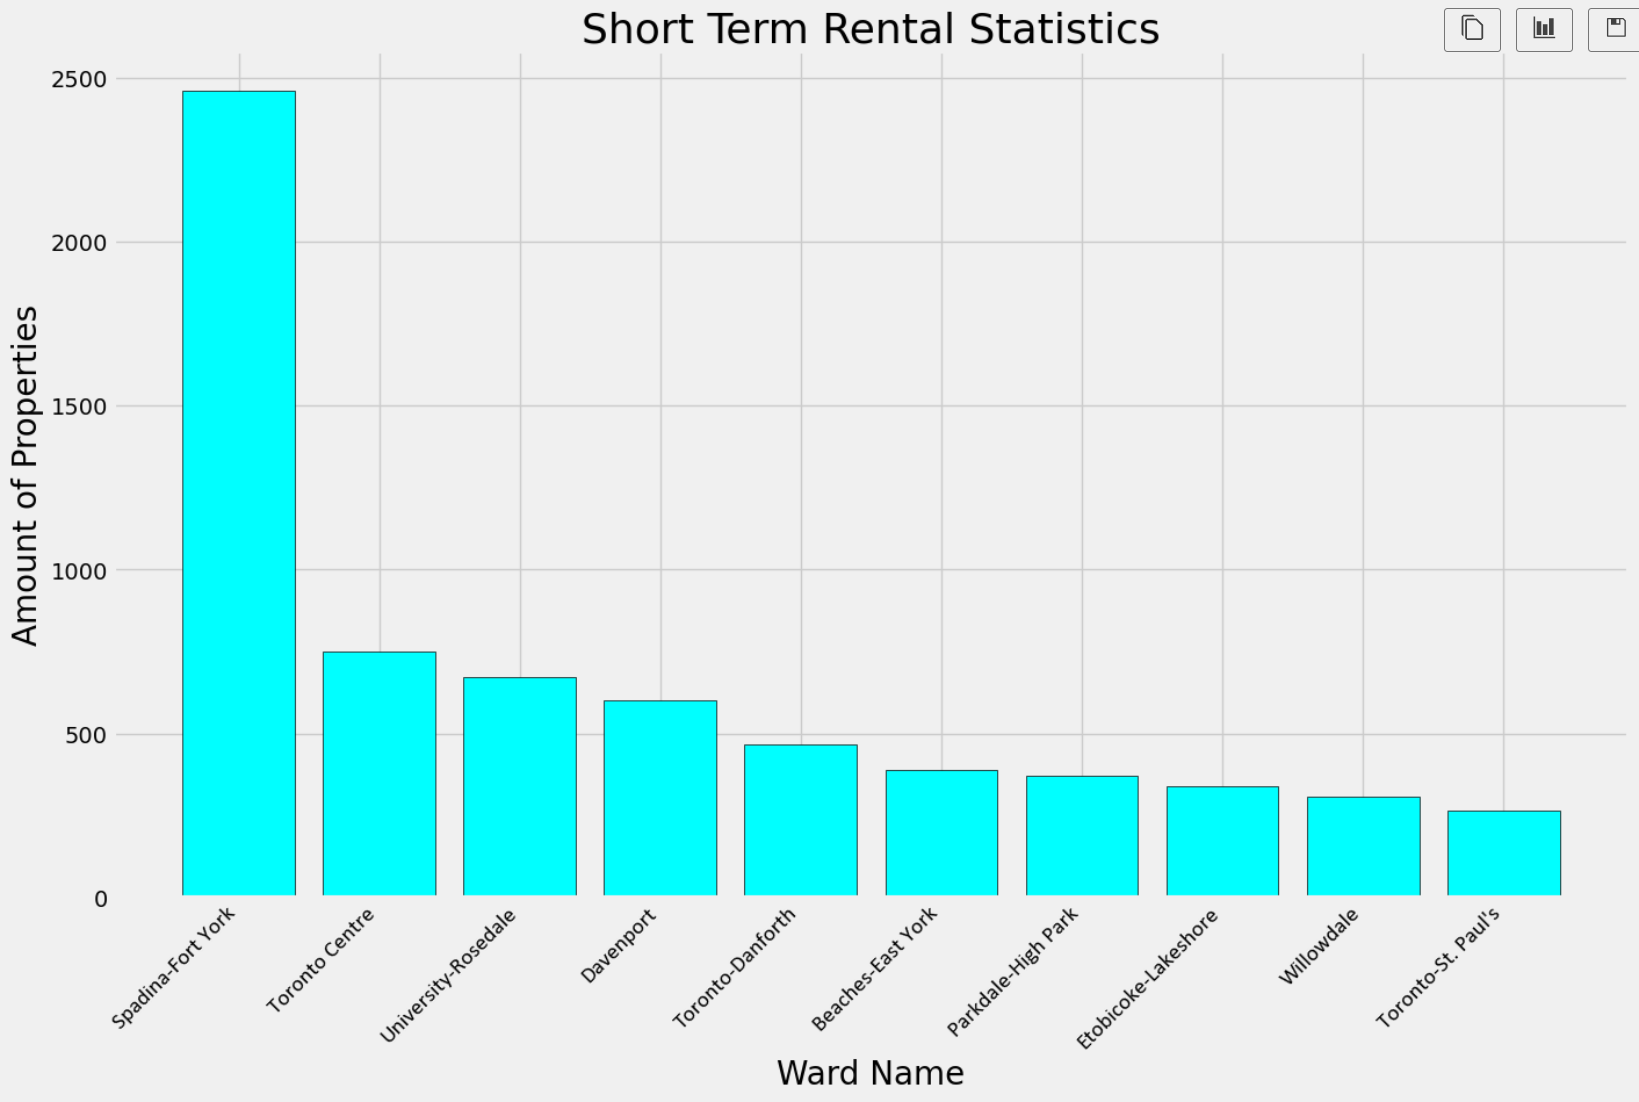 Short Term Rental Statistics
2500
2000
1500
1000
500
0
Amount of Properties
Spadina-Fort York
Toronto Centre
University-Rosedale
Davenport
Toronto-Danforth
Beaches-East York
Parkdale-High Park
Etobicoke-Lakeshore
Willowdale
Toronto-St. Paul's
Ward Name